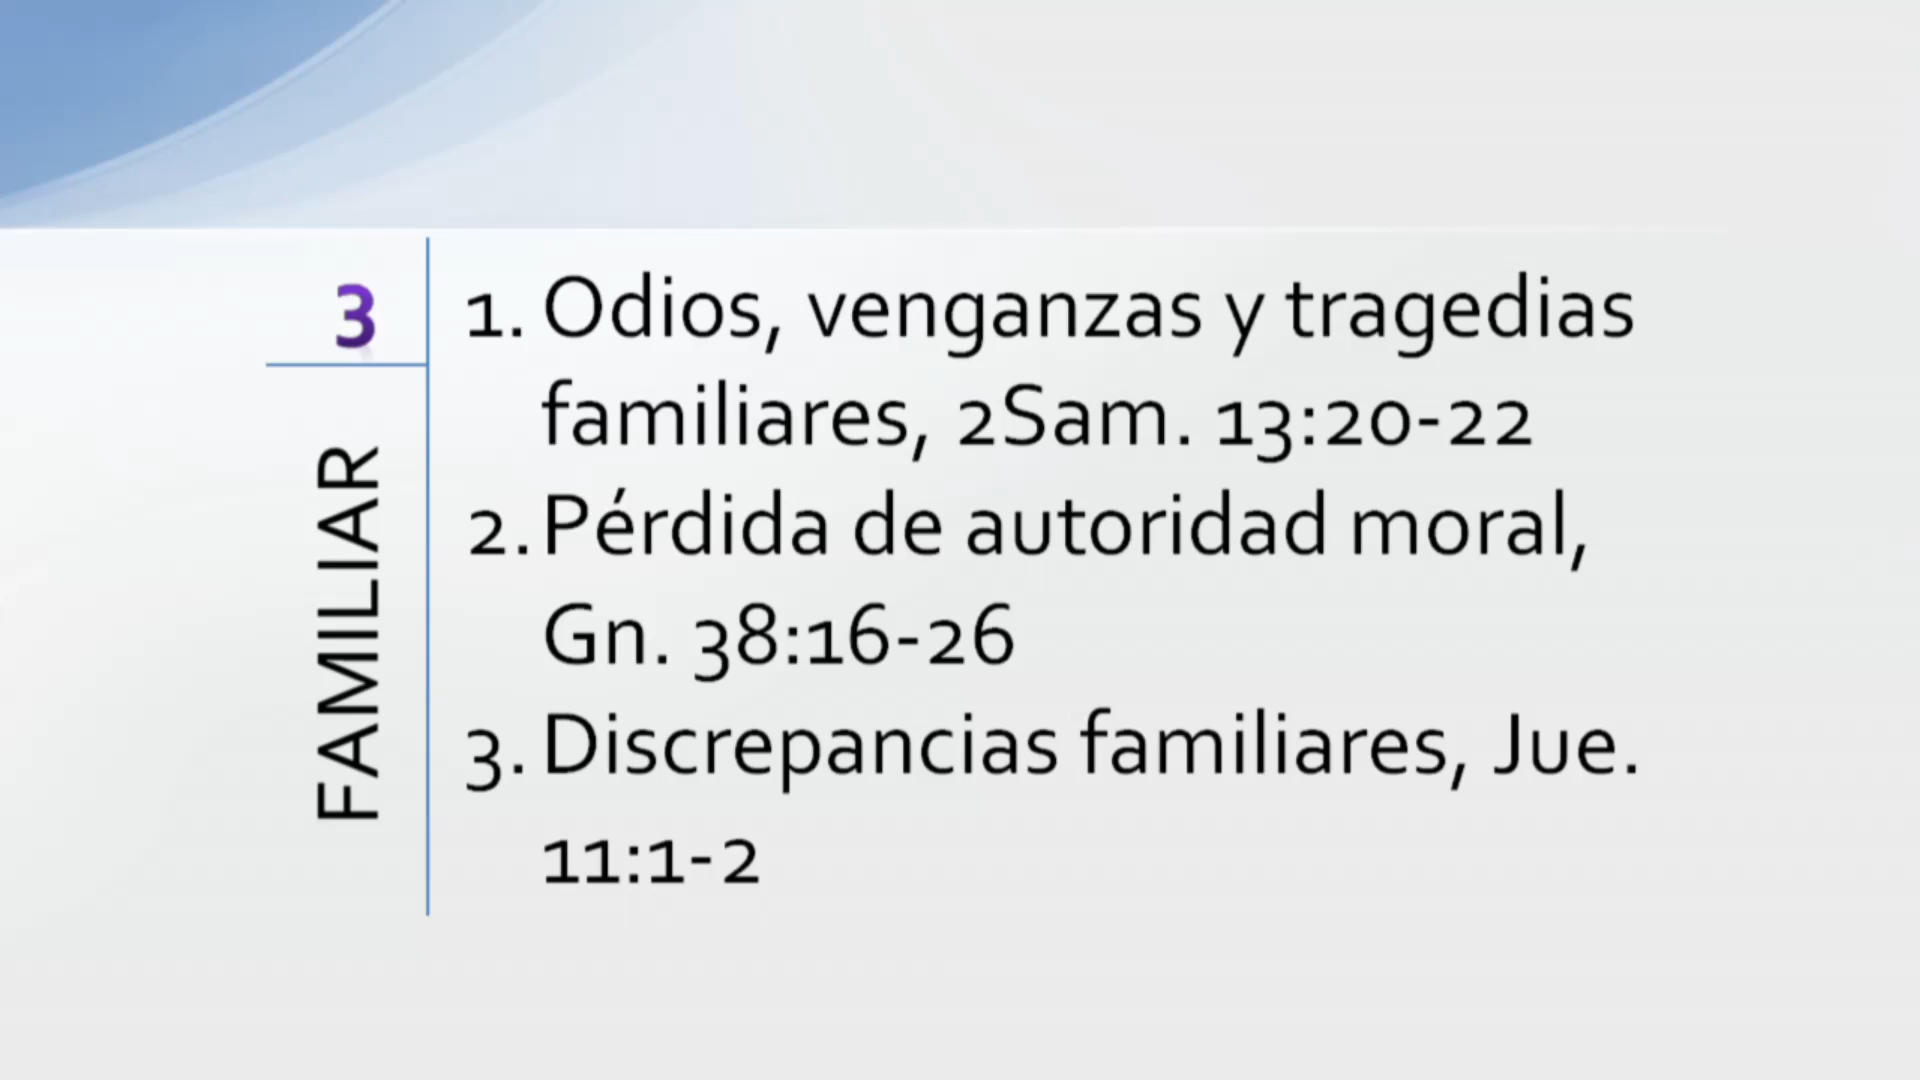 3
FAMILIAR
1. Odios, venganzas y tragedias
familiares, 2Sam. 13:20-22
2. Pérdida de autoridad moral,
Gn. 38:16-26
3. Discrepancias familiares, Jue.
11:1-2